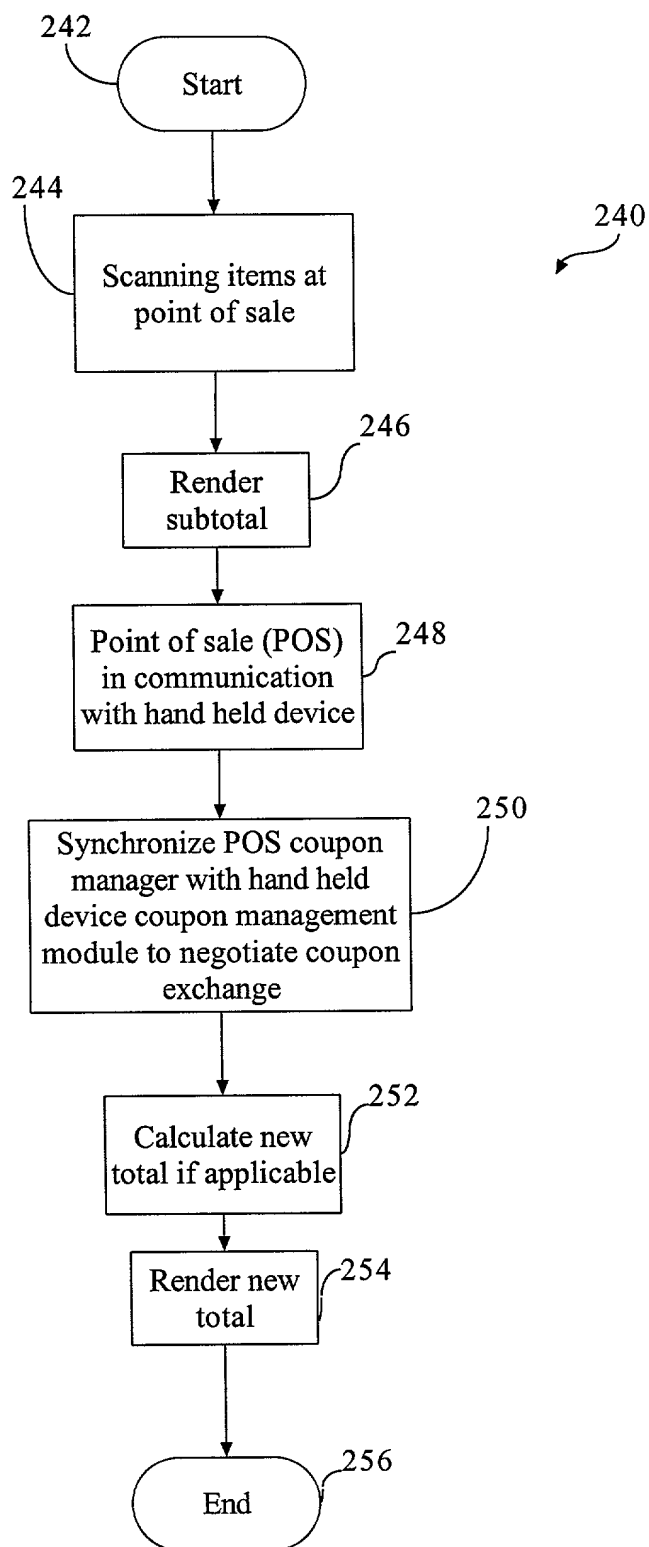 242
Start
244
240
Scanning items at
point of sale
246
Render
subtotal
248
Point of sale (POS)
in communication
with hand held device
250
Synchronize POS coupon
manager with hand held
device coupon management
module to negotiate coupon
exchange
252
Calculate new
total if applicable
254
Render new
total
256
End